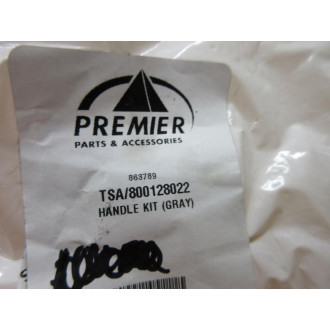 PREMIER
PARTS & ACCESSORIES
863789
TSA/800128022
HANDLE KIT (GRAY)